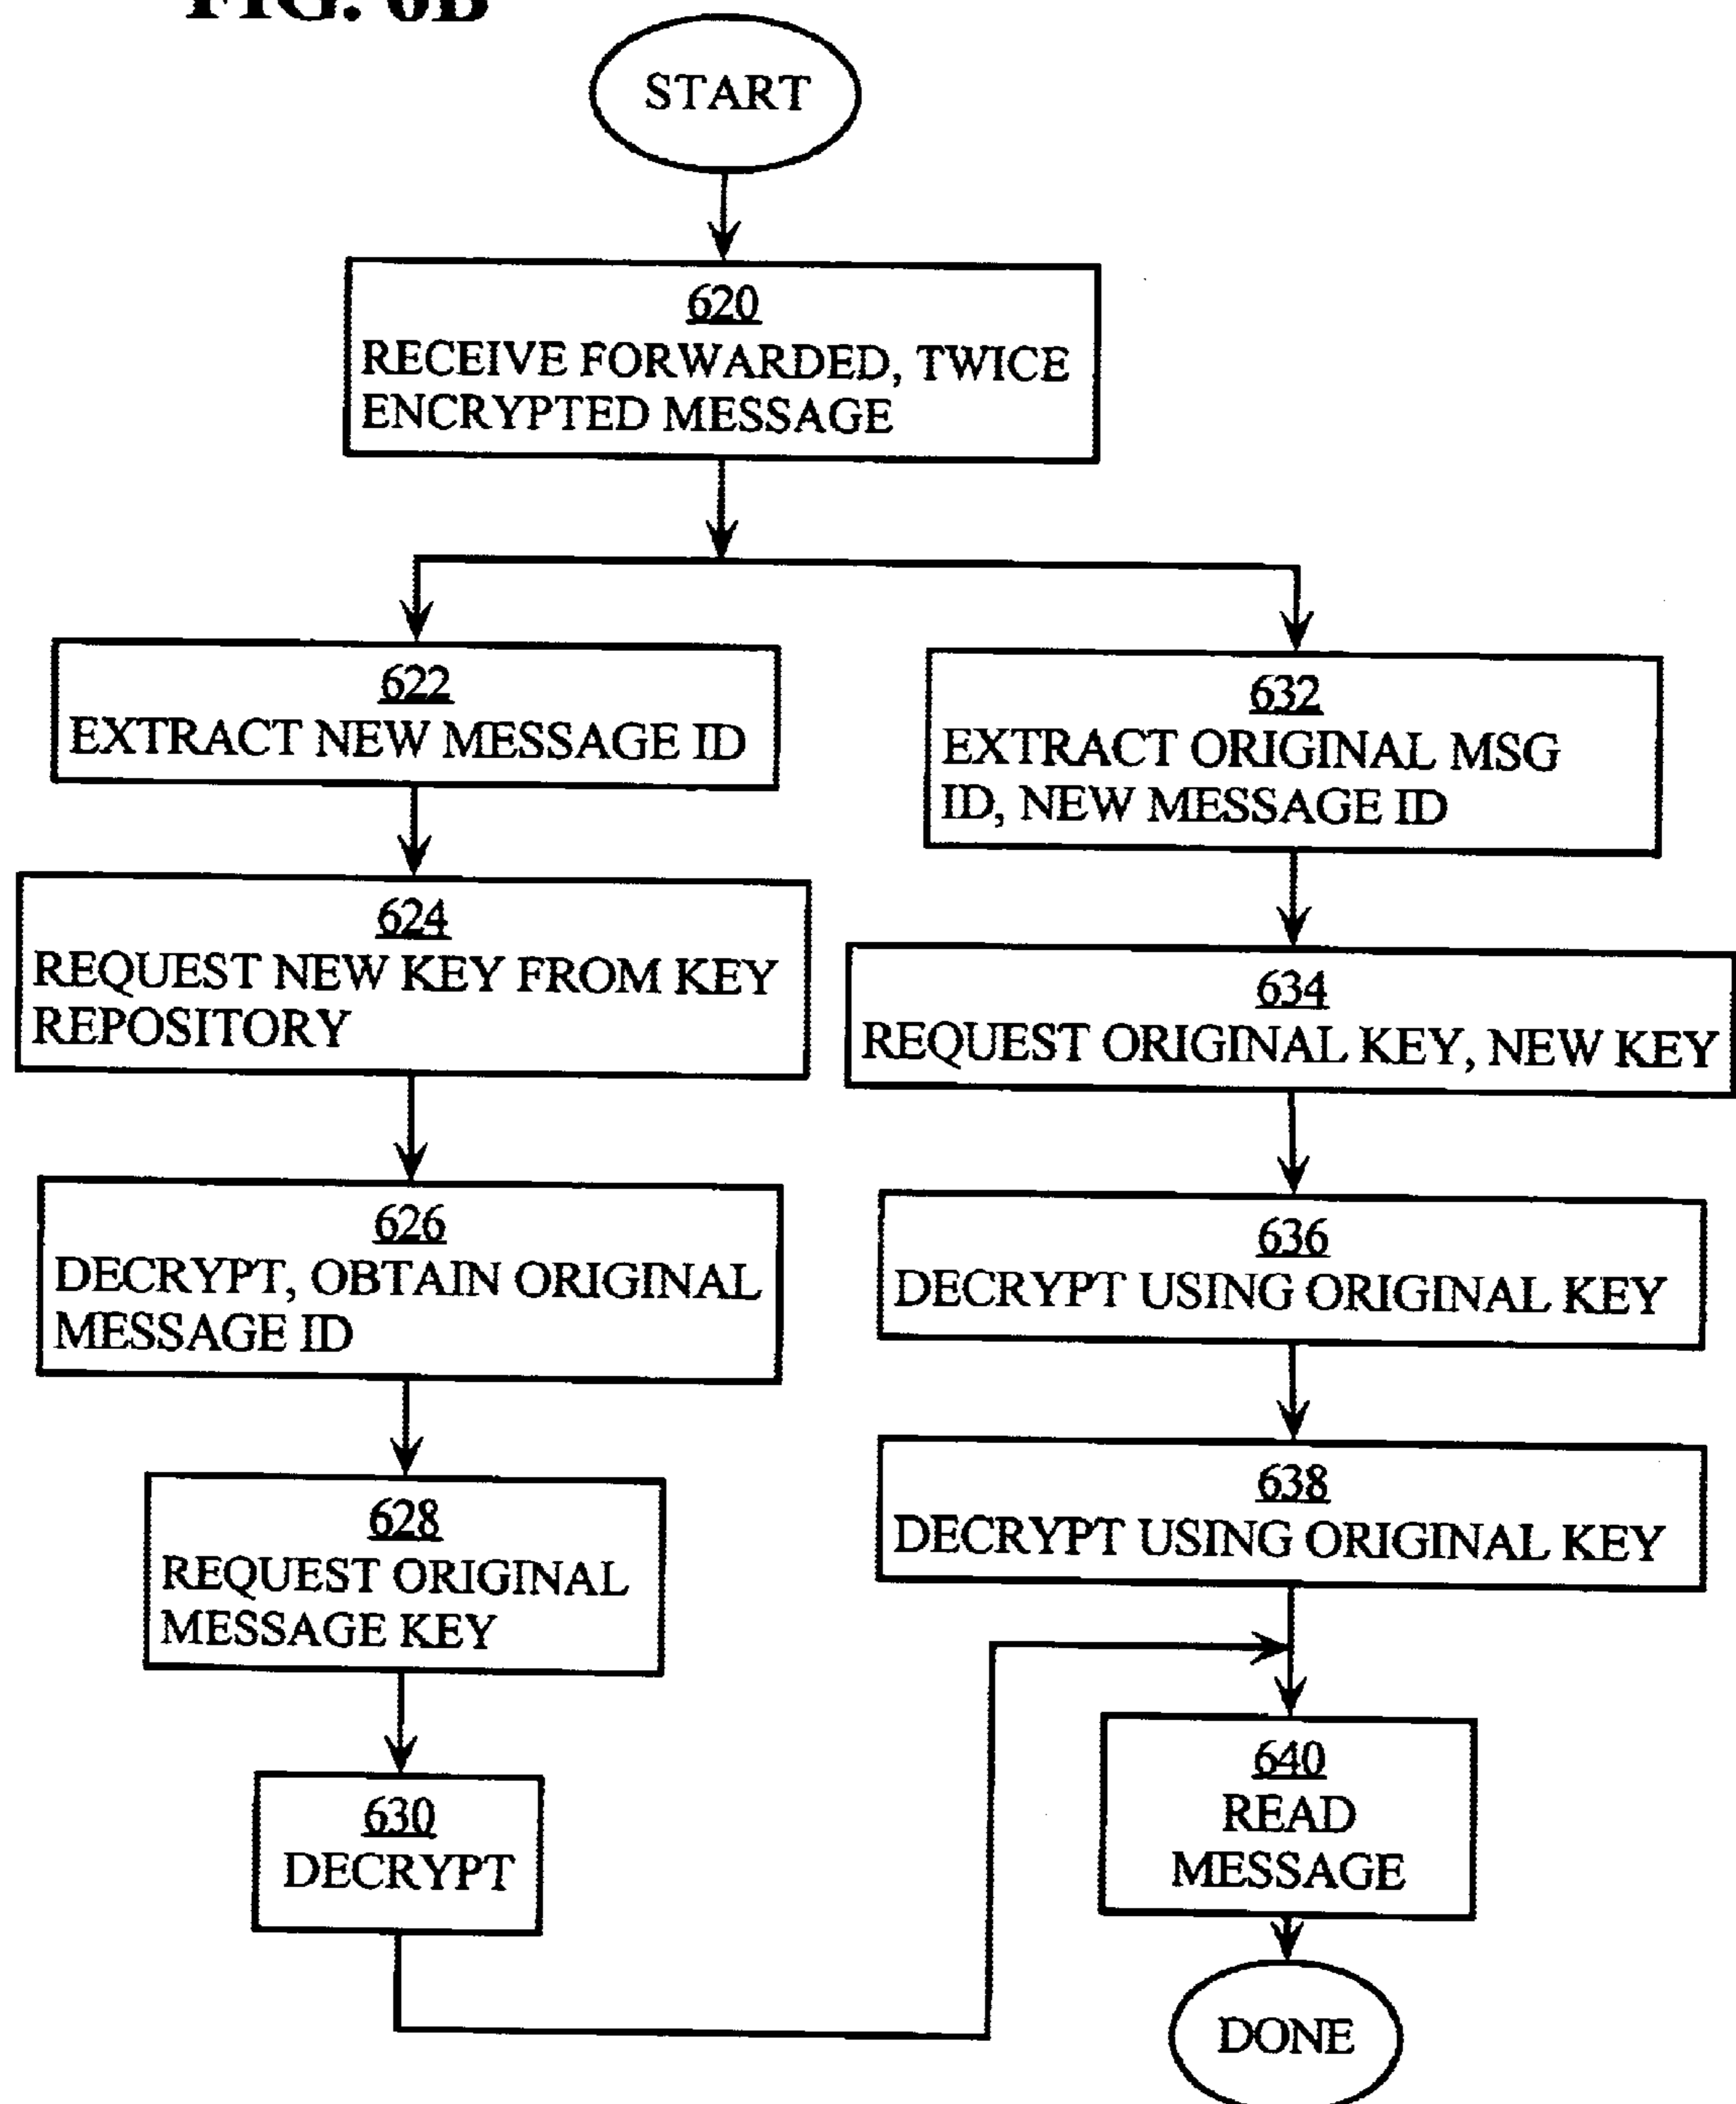 FIG. 6B
START
620
RECEIVE FORWARDED, TWICE
ENCRYPTED MESSAGE
622
EXTRACT NEW MESSAGE ID
624
REQUEST NEW KEY FROM KEY
REPOSITORY
626
DECRYPT, OBTAIN ORIGINAL
MESSAGE ID
628
REQUEST ORIGINAL
MESSAGE KEY
630
DECRYPT
632
EXTRACT ORIGINAL MSG
ID, NEW MESSAGE ID
634
REQUEST ORIGINAL KEY, NEW KEY
636
DECRYPT USING ORIGINAL KEY
638
DECRYPT USING ORIGINAL KEY
640
READ
MESSAGE
DONE